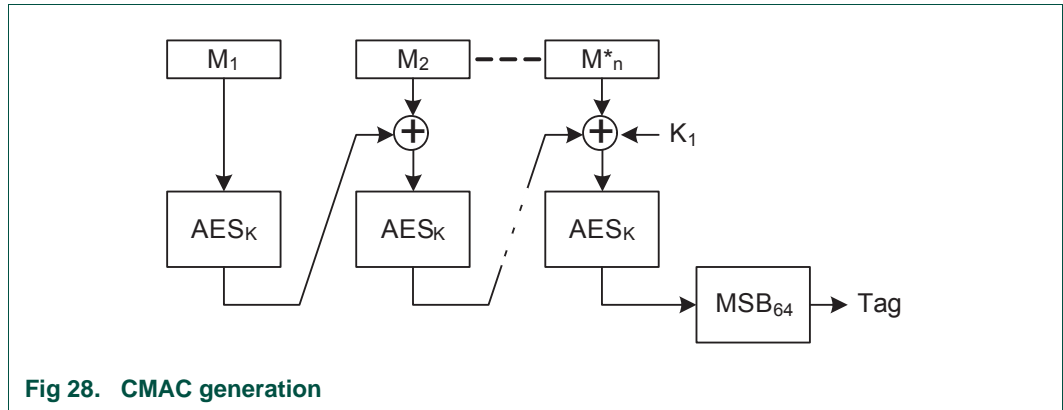 M1 M2 M*n
K1
AESK AESK AESK
MSB64 Tag
Fig 28. CMAC generation